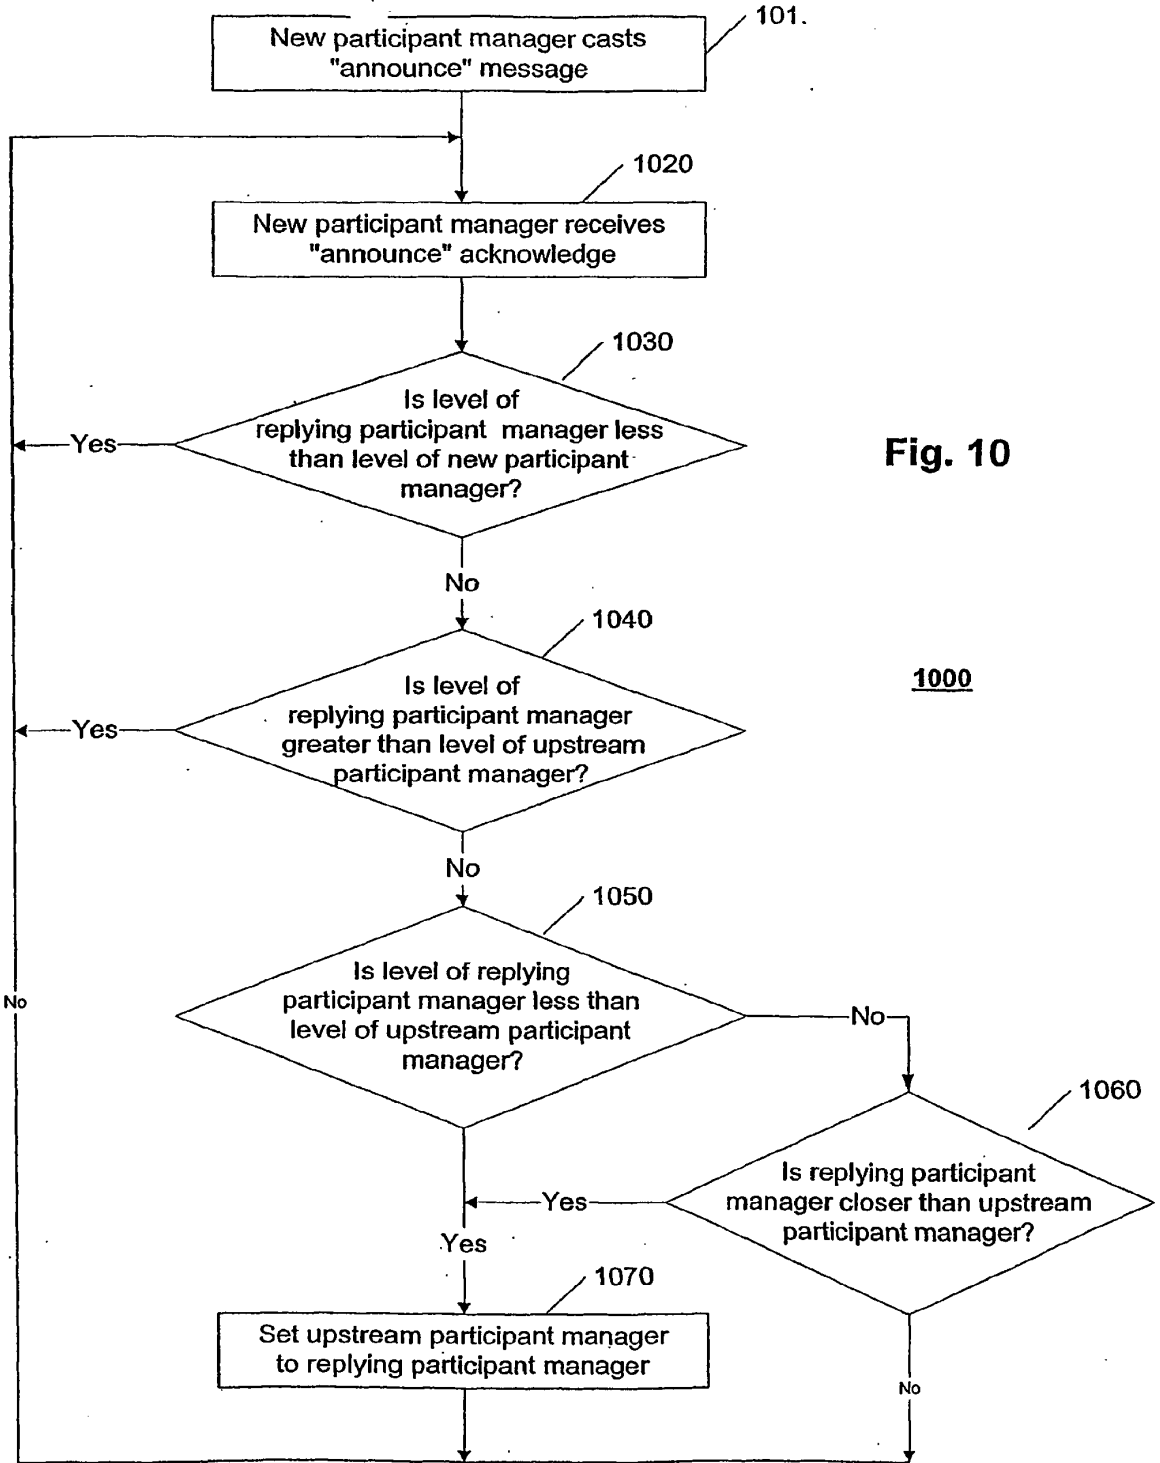 101.
New participant manager casts
"announce" message
1020
New participant manager receives
"announce" acknowledge
1030
Is level of
replying participant manager less
than level of new participant
manager?
Yes
Fig. 10
No
1040
Is level of
replying participant manager
greater than level of upstream
participant manager?
Yes
1000
No
1050
Is level of replying
participant manager less than
level of upstream participant
manager?
No
No
1060
Is replying participant
manager closer than upstream
participant manager?
Yes
Yes
1070
Set upstream participant manager
to replying participant manager
No